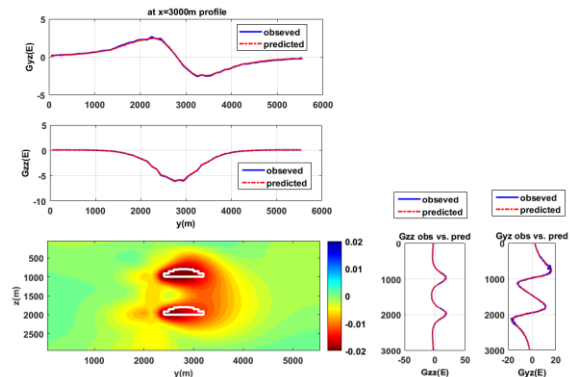 at x=3000m profile
5
0
-5
Gyz(E)
obseved
predicted
0 1000 2000 3000 4000 5000 6000
5
0
-5
-10
Gzz(E)
obseved
predicted
0 1000 2000 3000 4000 5000 6000
y(m)
500
1000
1500
2000
2500
z(m)
1000 2000 3000 4000 5000
y(m)
0.02
0.01
0
-0.01
-0.02
obseved
predicted
Gzz obs vs. pred
0
1000
2000
3000
-50 0 50
Gzz(E)
obseved
predicted
Gyz obs vs. pred
0
1000
2000
3000
-20 0 20
Gyz(E)